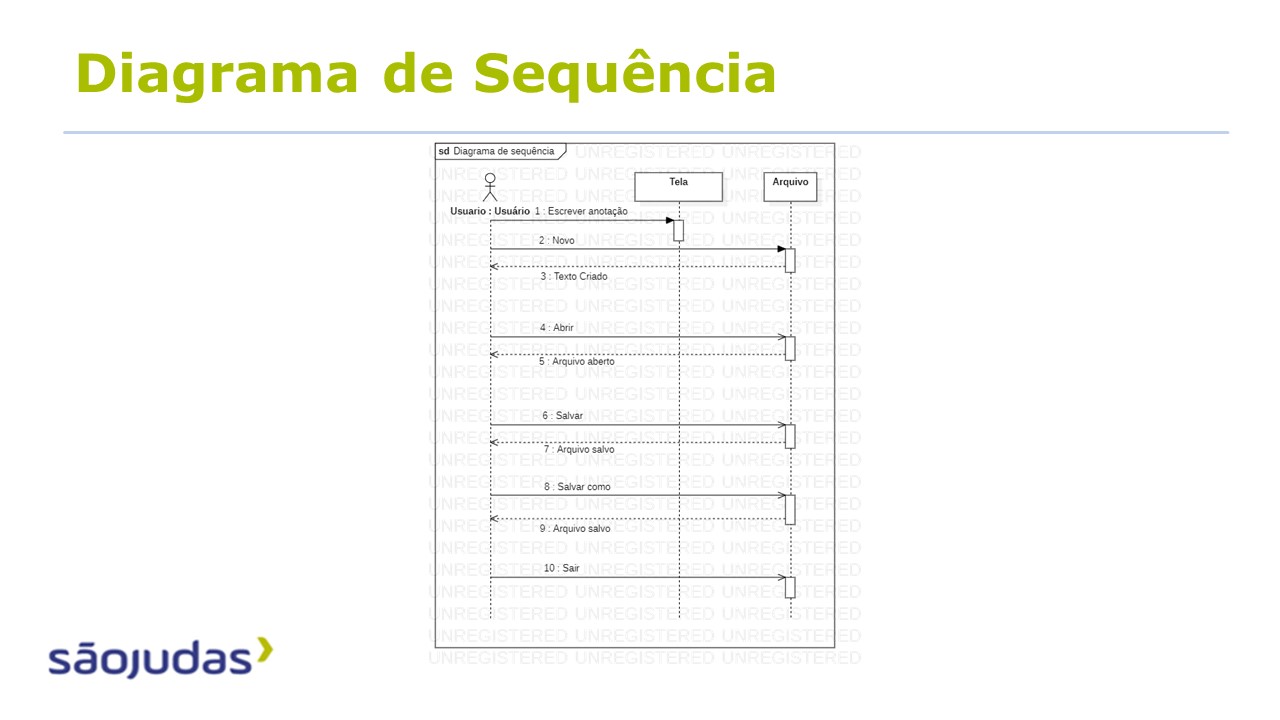 Diagrama de Sequência
sd Diagrama de sequência
Tela
Arquivo
Usuario : Usuário
1 : Escrever anotação
2 : Novo
3 : Texto Criado
4 : Abrir
5 : Arquivo aberto
6 : Salvar
7 : Arquivo salvo
8 : Salvar como
9 : Arquivo salvo
10 : Sair
sãojudas
UNREGISTERED UNREGISTERED UNREGISTERED